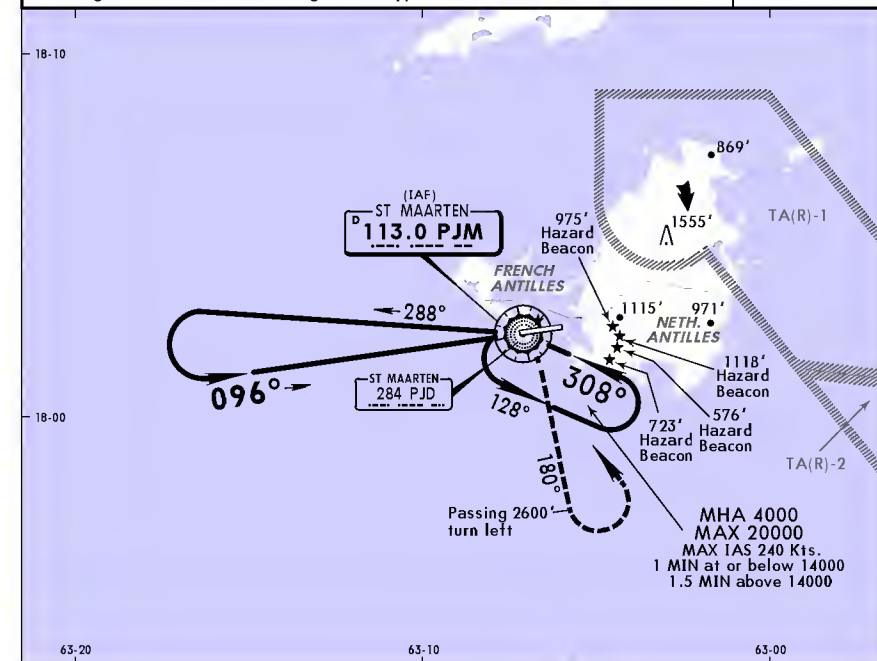 18-10
869'
(IAF)
ST MAARTEN
D
113.0 PJM
975'
Hazard
Beacon
1555'
TA(R)-1
FRENCH
ANTILLES
1115'
971'
NETH.
ANTILLES
288°
096°
ST MAARTEN
284 PJD
308°
128°
1118'
Hazard
Beacon
576'
Hazard
Beacon
723'
Hazard
Beacon
18-00
TA(R)-2
180°
Passing 2600'
turn left
MHA 4000
MAX 20000
MAX IAS 240 Kts.
1 MIN at or below 14000
1.5 MIN above 14000
63-20
63-10
63-00